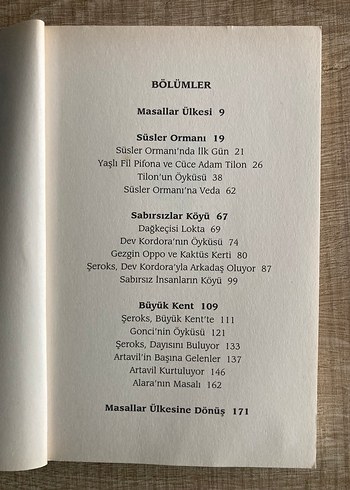 BÖLÜMLER
Masallar Ülkesi 9
Süsler Ormanı 19
Süsler Ormanı'nda İlk Gün 21
Yaşlı Fil Pifona ve Cüce Adam Tilon 26
Tilon'un Öyküsü 38
Süsler Ormanı'na Veda 62
Sabırsızlar Köyü 67
Dağkeçisi Lokta 69
Dev Kordora'nın Öyküsü 74
Gezgin Oppo ve Kaktüs Kerti 80
Şeroks, Dev Kordora'yla Arkadaş Oluyor 87
Sabırsız İnsanların Köyü 99
Büyük Kent 109
Şeroks, Büyük Kent'te 111
Gonci'nin Öyküsü 121
Şeroks, Dayısını Buluyor 133
Artavil'in Başına Gelenler 137
Artavil Kurtuluyor 146
Alara'nın Masalı 162
Masallar Ülkesine Dönüş 171